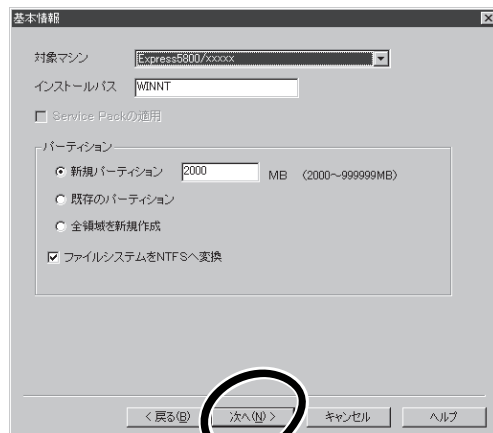 基本情報
対象マシン Express5800/xxxxx
インストールパス WINNT
Service Packの適用
パーティション
新規パーティション 2000 MB (2000～999999MB)
既存のパーティション
全領域を新規作成
ファイルシステムをNTFSへ変換
< 戻る(B) 次へ(N) > キャンセル ヘルプ